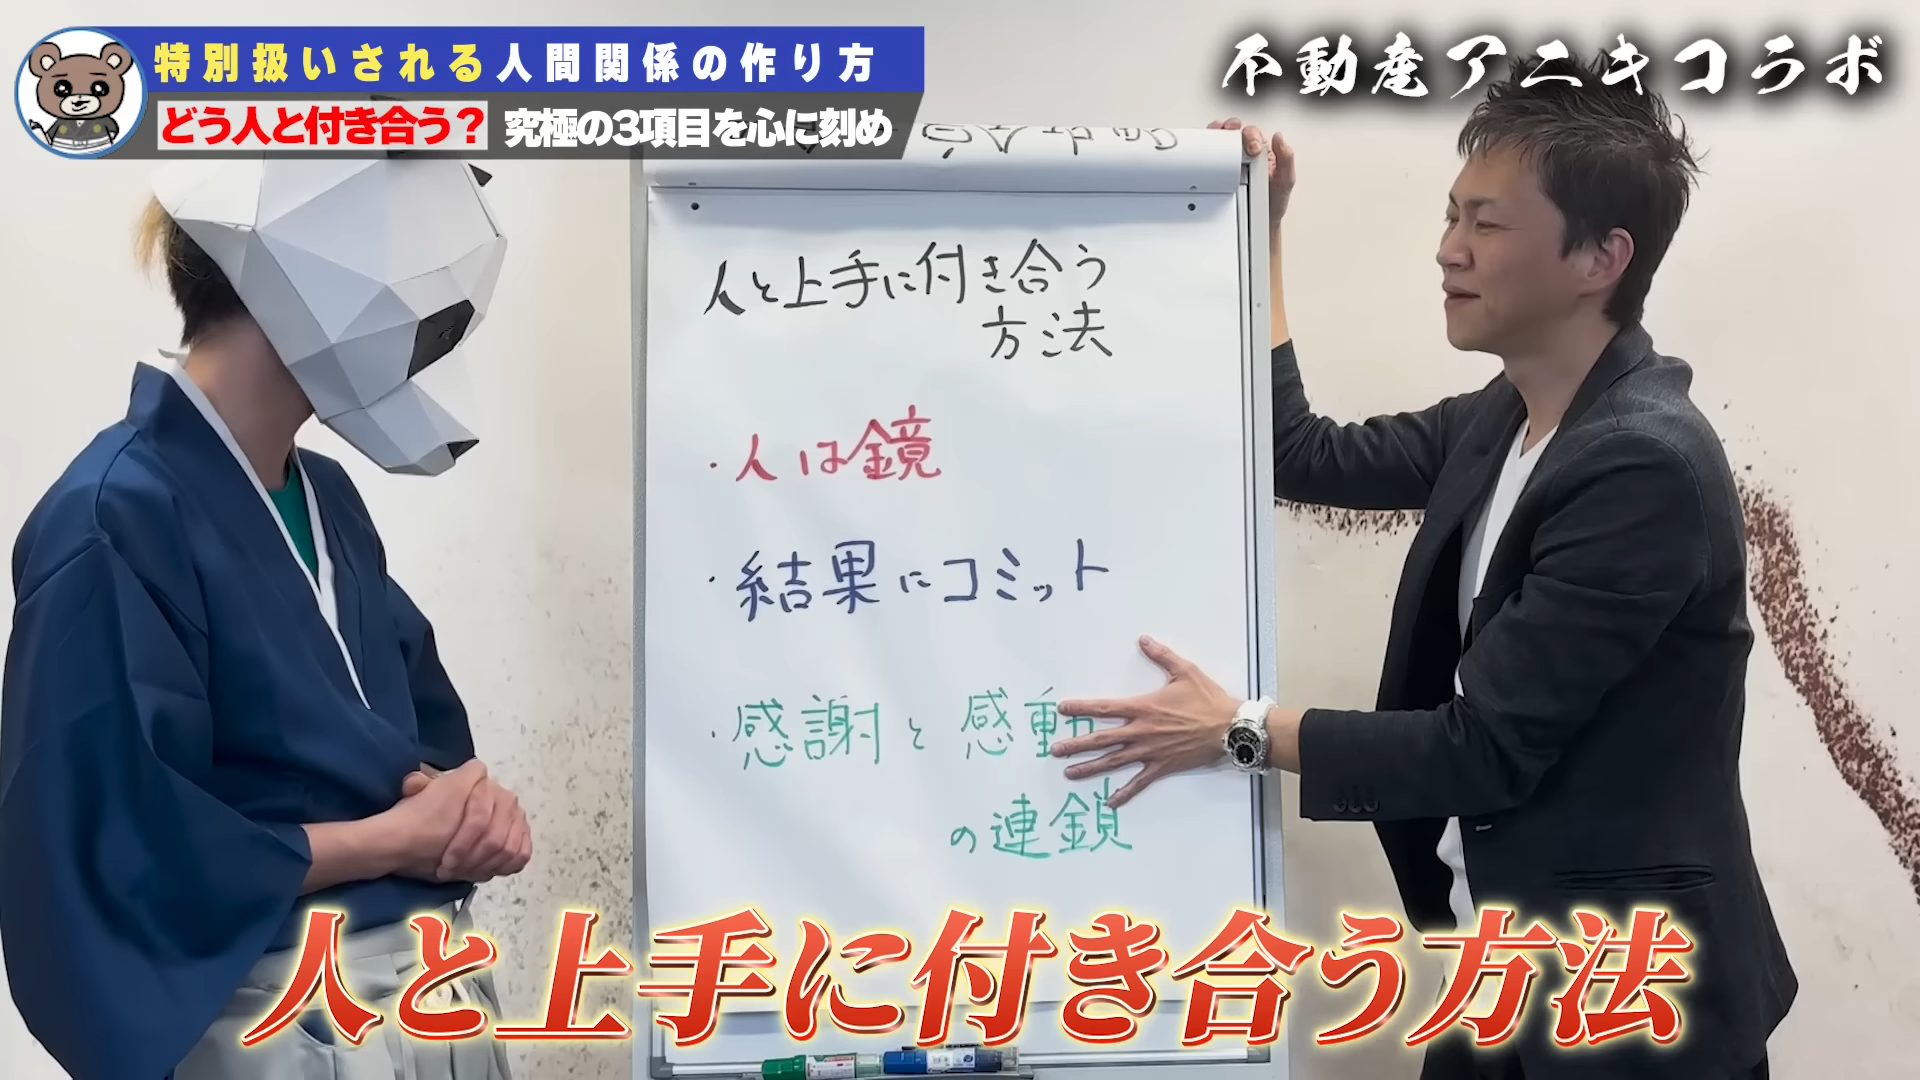 特別扱いされる人間関係の作り方
どう人と付き合う？ 究極の3項目を心に刻め
不動産アニキコラボ
人と上手に付き合う
方法
・人は鏡
・結果にコミット
・感謝と感動
の連鎖
人と上手に付き合う方法